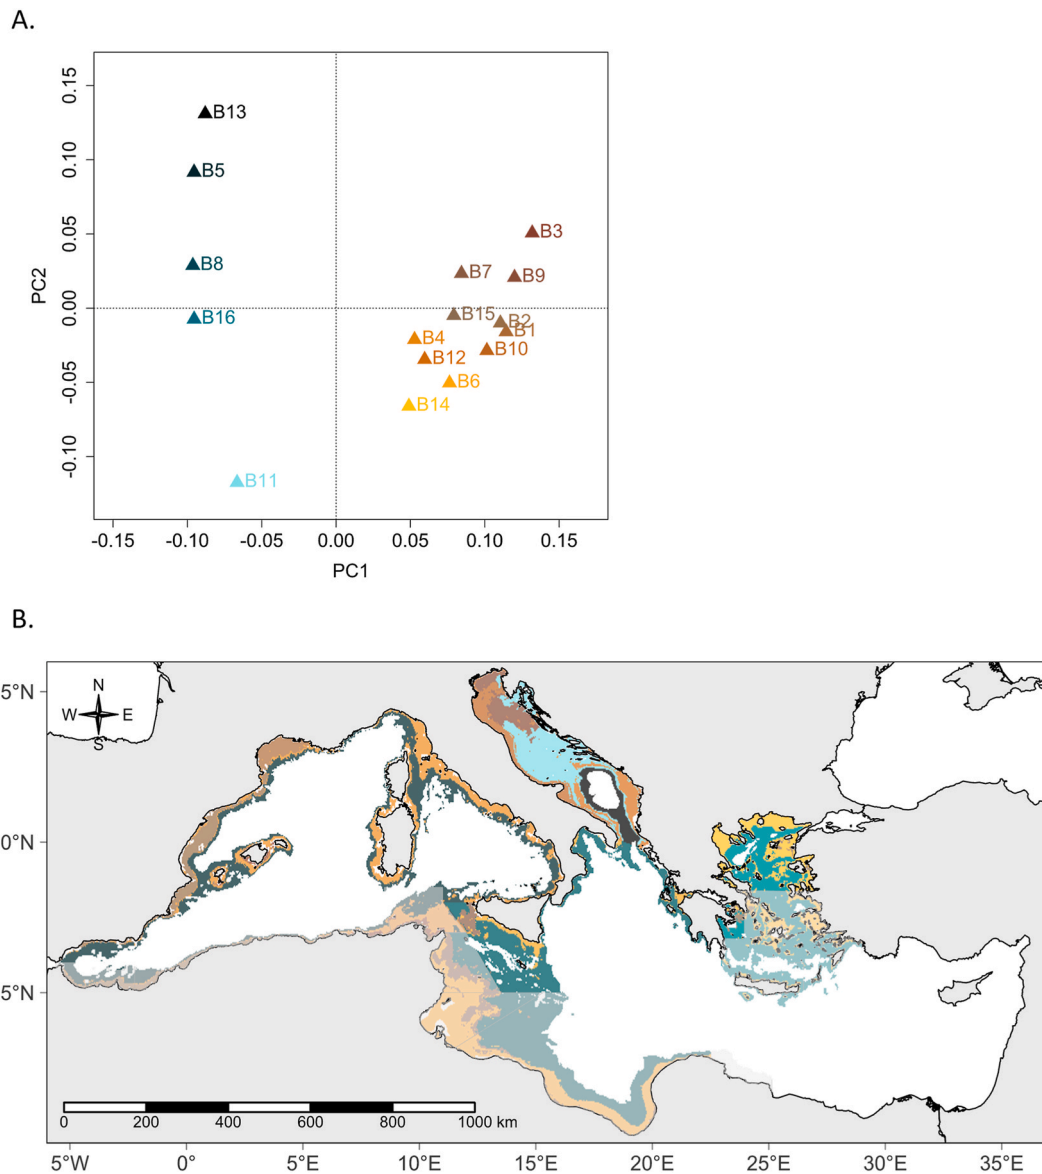 A.
0.15
0.10
0.05
0.00
-0.05
-0.10
PC2
B13
B5
B3
B8
B7
B9
B16
B15
B2
B1
B4
B10
B12
B6
B14
B11
-0.15
-0.10
-0.05
0.00
0.05
0.10
0.15
PC1
B.
5°N
N
W
E
S
0°N
5°N
0
200
400
600
800
1000 km
5°W
0°
5°E
10°E
15°E
20°E
25°E
30°E
35°E